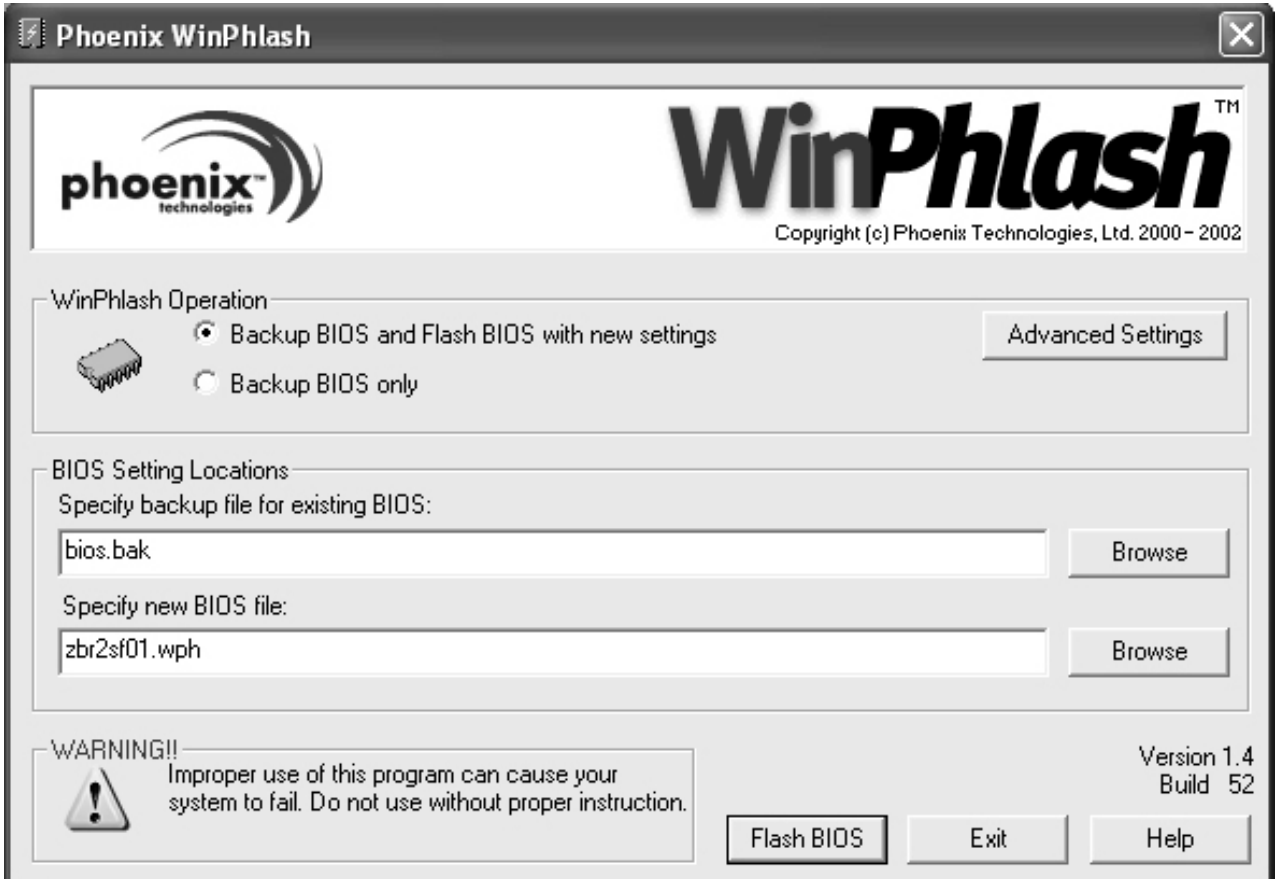 Phoenix WinPhlash
phoenix™
technologies
WinPhlash™
Copyright (c) Phoenix Technologies, Ltd. 2000 - 2002
WinPhlash Operation
Backup BIOS and Flash BIOS with new settings
Advanced Settings
Backup BIOS only
BIOS Setting Locations
Specify backup file for existing BIOS:
bios.bak
Browse
Specify new BIOS file:
zbr2sf01.wph
Browse
WARNING!!
Improper use of this program can cause your
system to fail. Do not use without proper instruction.
Version 1.4
Build 52
Flash BIOS
Exit
Help